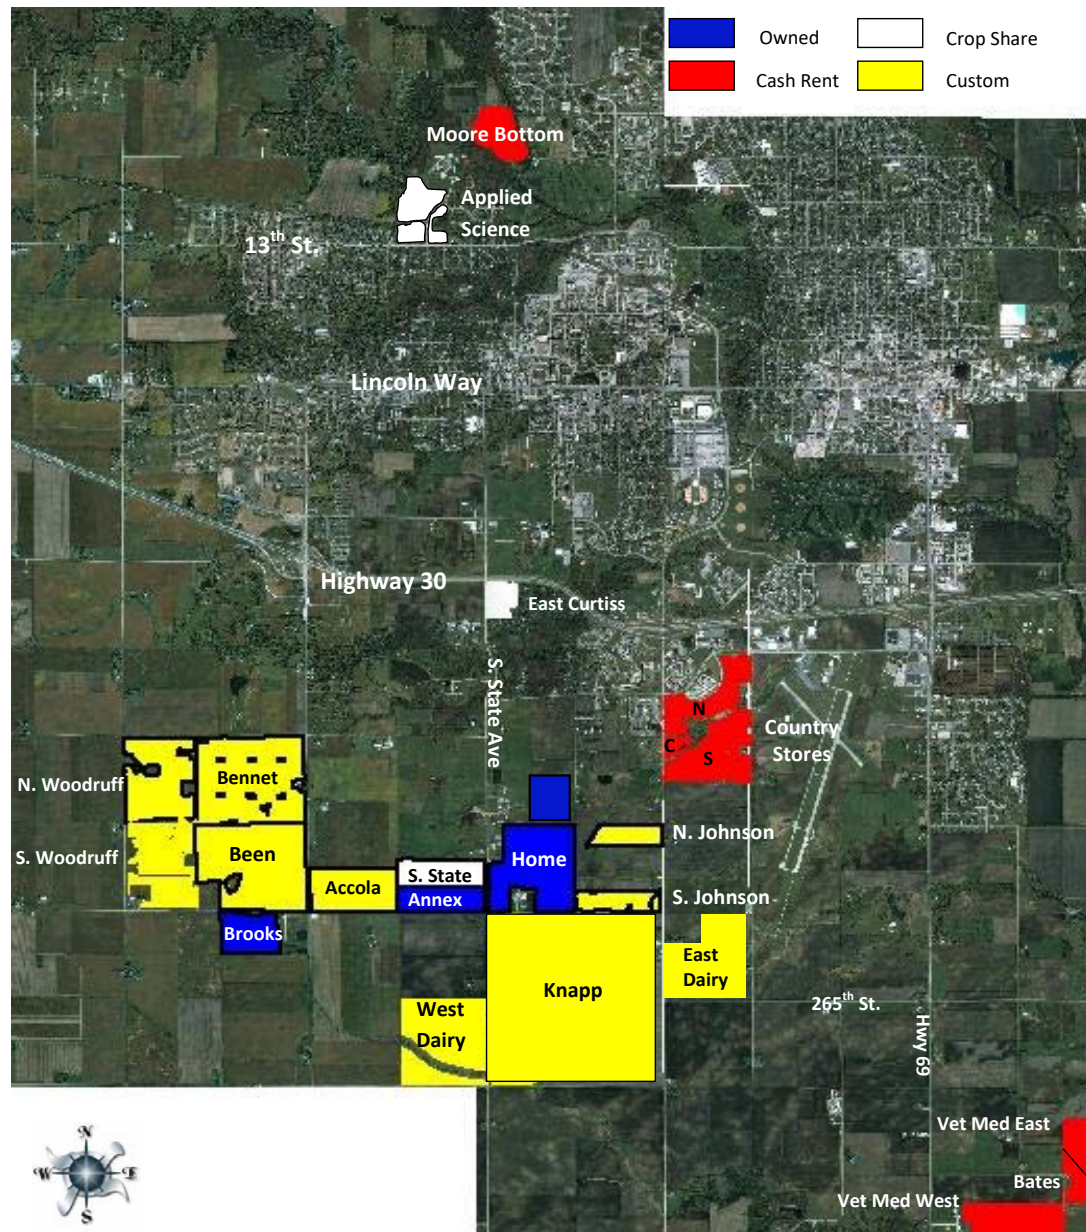 Owned
Crop Share
Cash Rent
Custom
Moore Bottom
Applied
Science
13th St.
Lincoln Way
Highway 30
East Curtiss
S. State Ave
N
C
S
Country
Stores
N. Woodruff
Bennet
S. Woodruff
Been
Accola
S. State
Annex
Home
N. Johnson
S. Johnson
Brooks
East
Dairy
Knapp
West
Dairy
265th St.
Hwy 69
Vet Med East
Bates
Vet Med West
N
W
E
S